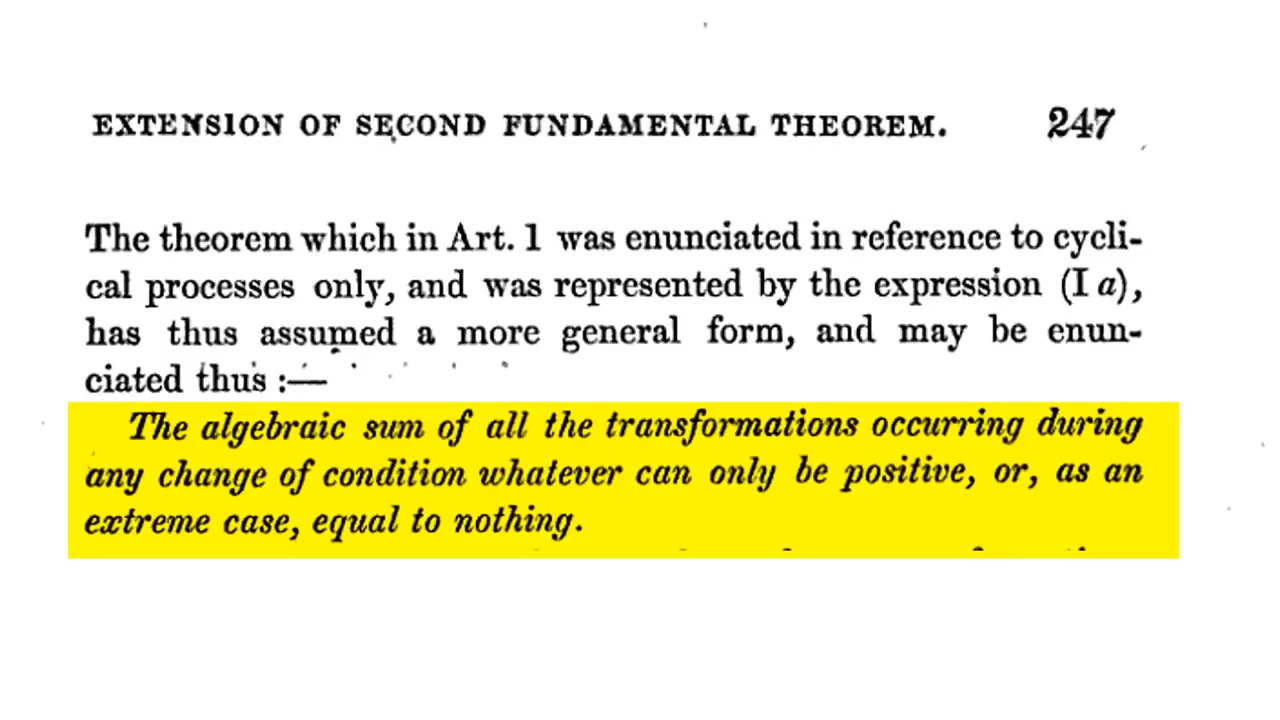 EXTENSION OF SECOND FUNDAMENTAL THEOREM. 247
The theorem which in Art. 1 was enunciated in reference to cycli-
cal processes only, and was represented by the expression (I a),
has thus assumed a more general form, and may be enun-
ciated thus :—
The algebraic sum of all the transformations occurring during
any change of condition whatever can only be positive, or, as an
extreme case, equal to nothing.